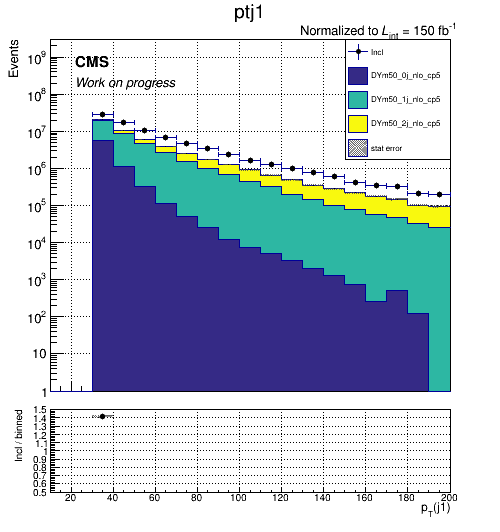 ptj1
Normalized to L_int = 150 fb^-1
Events
CMS
Work on progress
Incl
DYm50_0j_nlo_cp5
DYm50_1j_nlo_cp5
DYm50_2j_nlo_cp5
stat error
10^9
10^8
10^7
10^6
10^5
10^4
10^3
10^2
10
1
Incl / binned
1.5
1.4
1.3
1.2
1.1
1
0.9
0.8
0.7
0.6
0.5
20 40 60 80 100 120 140 160 180 200
p_T(j1)